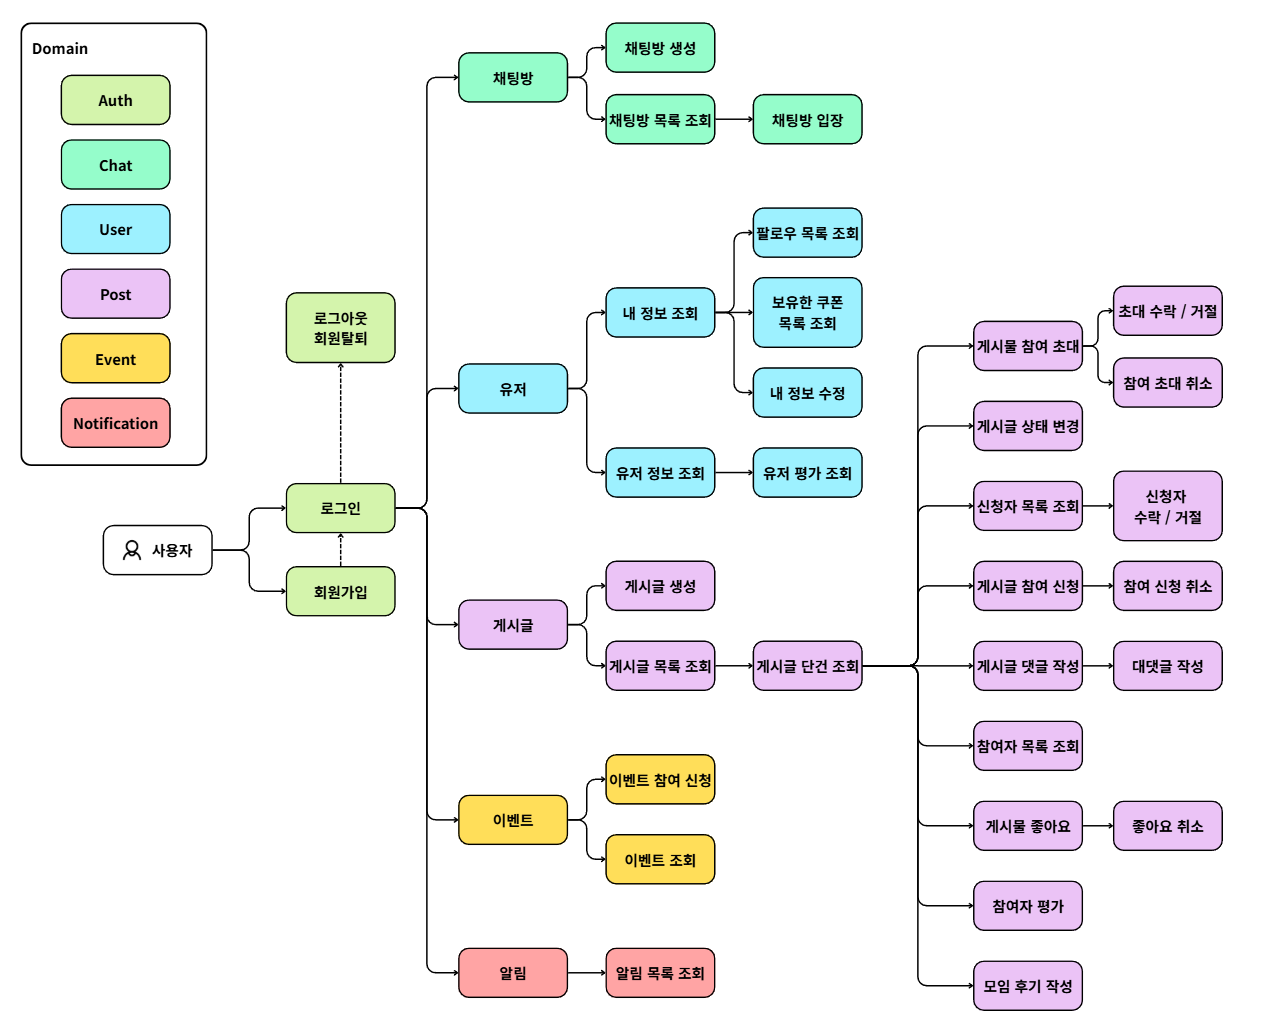 Domain
Auth
Chat
User
Post
Event
Notification
사용자
로그아웃
회원탈퇴
로그인
회원가입
채팅방
채팅방 생성
채팅방 목록 조회
채팅방 입장
유저
내 정보 조회
팔로우 목록 조회
보유한 쿠폰
목록 조회
내 정보 수정
유저 정보 조회
유저 평가 조회
게시글
게시글 생성
게시글 목록 조회
게시글 단건 조회
게시물 참여 초대
초대 수락 / 거절
참여 초대 취소
게시글 상태 변경
신청자 목록 조회
신청자
수락 / 거절
게시글 참여 신청
참여 신청 취소
게시글 댓글 작성
대댓글 작성
참여자 목록 조회
게시물 좋아요
좋아요 취소
참여자 평가
모임 후기 작성
이벤트
이벤트 참여 신청
이벤트 조회
알림
알림 목록 조회